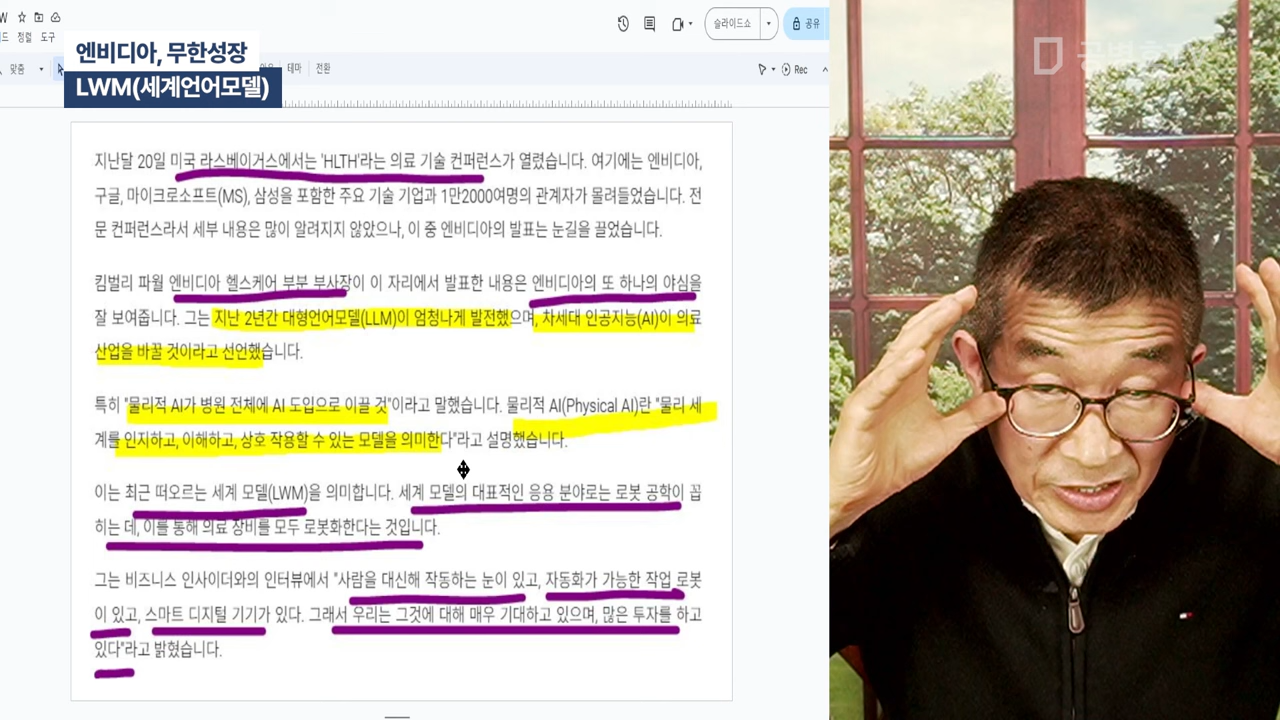 W
정렬 도구
슬라이드쇼
공유
엔비디아, 무한성장
LWM(세계언어모델)
맞춤
테마
전환
Rec
지난달 20일 미국 라스베이거스에서는 'HLTH'라는 의료 기술 컨퍼런스가 열렸습니다. 여기에는 엔비디아,
구글, 마이크로소프트(MS), 삼성을 포함한 주요 기술 기업과 1만2000여명의 관계자가 몰려들었습니다. 전
문 컨퍼런스라서 세부 내용은 많이 알려지지 않았으나, 이 중 엔비디아의 발표는 눈길을 끌었습니다.
킴벌리 파월 엔비디아 헬스케어 부분 부사장이 이 자리에서 발표한 내용은 엔비디아의 또 하나의 야심을
잘 보여줍니다. 그는 지난 2년간 대형언어모델(LLM)이 엄청나게 발전했으며, 차세대 인공지능(AI)이 의료
산업을 바꿀 것이라고 선언했습니다.
특히 "물리적 AI가 병원 전체에 AI 도입으로 이끌 것"이라고 말했습니다. 물리적 AI(Physical AI)란 "물리 세
계를 인지하고, 이해하고, 상호 작용할 수 있는 모델을 의미한다"라고 설명했습니다.
이는 최근 떠오르는 세계 모델(LWM)을 의미합니다. 세계 모델의 대표적인 응용 분야로는 로봇 공학이 꼽
히는 데, 이를 통해 의료 장비를 모두 로봇화한다는 것입니다.
그는 비즈니스 인사이더와의 인터뷰에서 "사람을 대신해 작동하는 눈이 있고, 자동화가 가능한 작업 로봇
이 있고, 스마트 디지털 기기가 있다. 그래서 우리는 그것에 대해 매우 기대하고 있으며, 많은 투자를 하고
있다"라고 밝혔습니다.